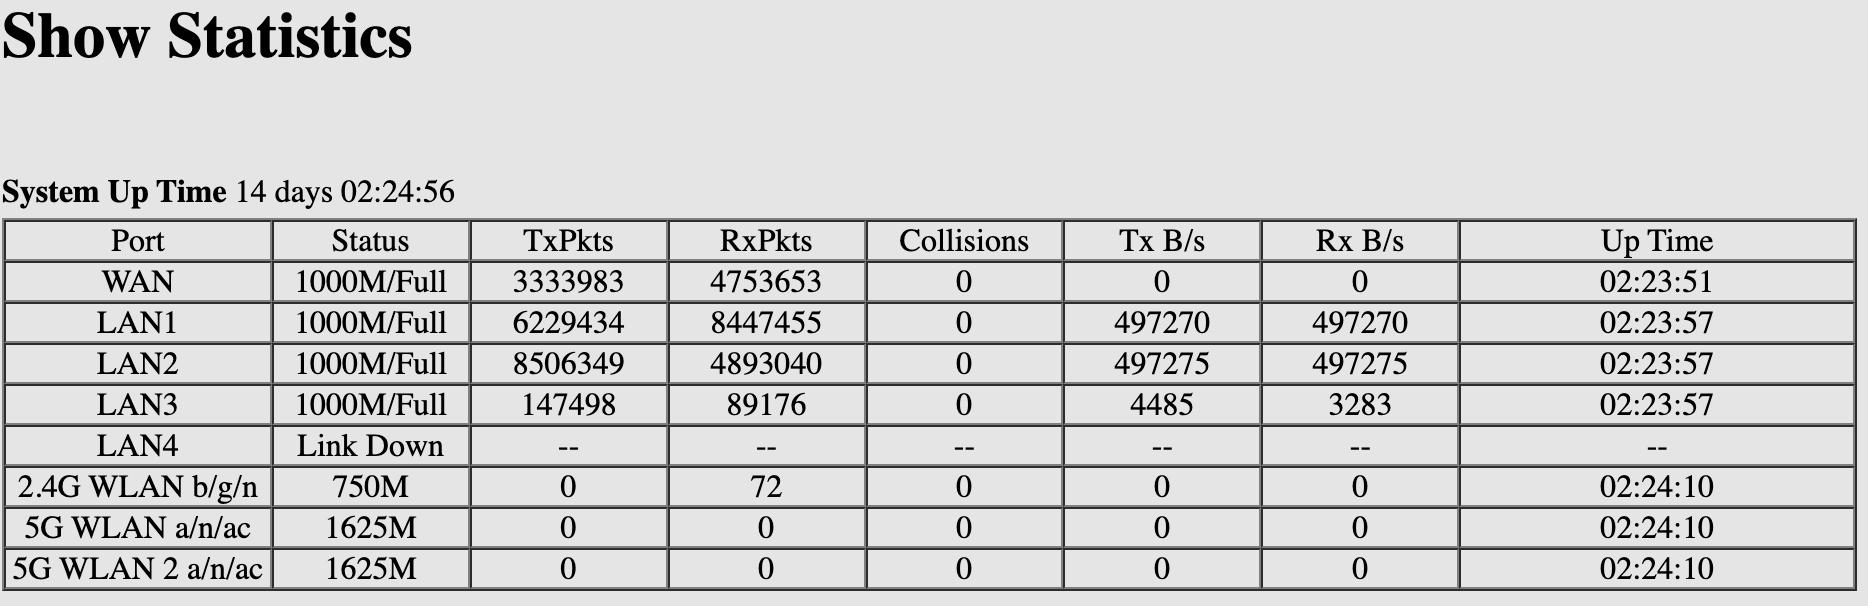 Show Statistics
System Up Time 14 days 02:24:56
Port Status TxPkts RxPkts Collisions Tx B/s Rx B/s Up Time
WAN 1000M/Full 3333983 4753653 0 0 0 02:23:51
LAN1 1000M/Full 6229434 8447455 0 497270 497270 02:23:57
LAN2 1000M/Full 8506349 4893040 0 497275 497275 02:23:57
LAN3 1000M/Full 147498 89176 0 4485 3283 02:23:57
LAN4 Link Down -- -- -- -- -- --
2.4G WLAN b/g/n 750M 0 72 0 0 0 02:24:10
5G WLAN a/n/ac 1625M 0 0 0 0 0 02:24:10
5G WLAN 2 a/n/ac 1625M 0 0 0 0 0 02:24:10